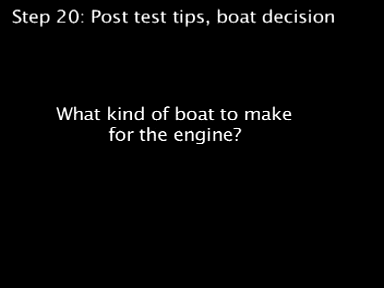 Step 20: Post test tips, boat decision
What kind of boat to make
for the engine?